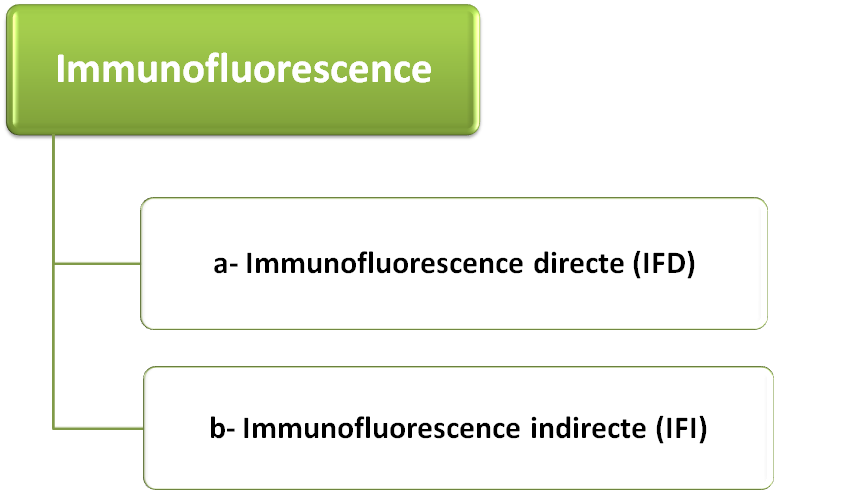 Immunofluorescence
a- Immunofluorescence directe (IFD)
b- Immunofluorescence indirecte (IFI)